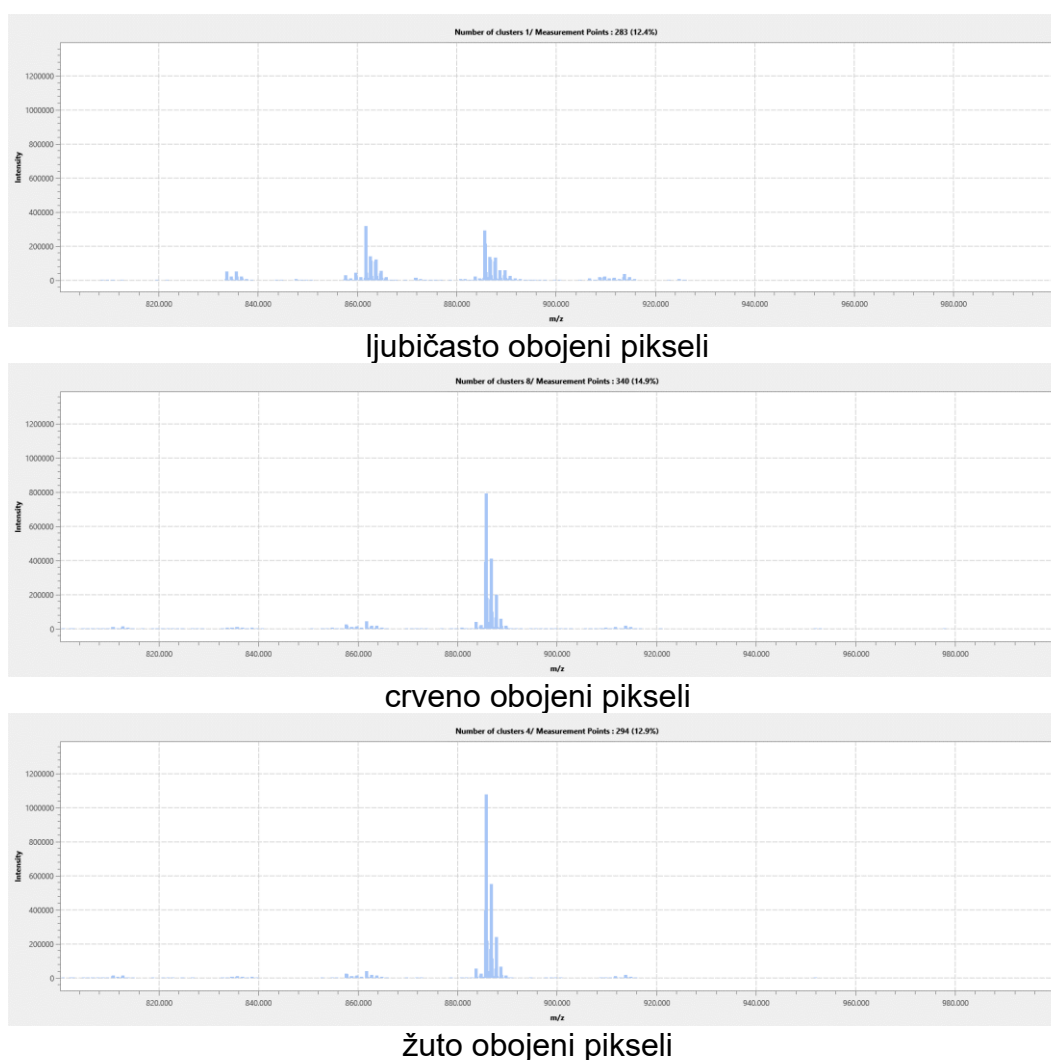 Number of clusters 1/ Measurement Points : 283 (12.4%)
1200000
1000000
800000
600000
400000
200000
0
Intensity
820.000 840.000 860.000 880.000 900.000 920.000 940.000 960.000 980.000
m/z
ljubičasto obojeni pikseli
Number of clusters 8/ Measurement Points : 340 (14.9%)
1200000
1000000
800000
600000
400000
200000
0
Intensity
820.000 840.000 860.000 880.000 900.000 920.000 940.000 960.000 980.000
m/z
crveno obojeni pikseli
Number of clusters 4/ Measurement Points : 294 (12.9%)
1200000
1000000
800000
600000
400000
200000
0
Intensity
820.000 840.000 860.000 880.000 900.000 920.000 940.000 960.000 980.000
m/z
žuto obojeni pikseli